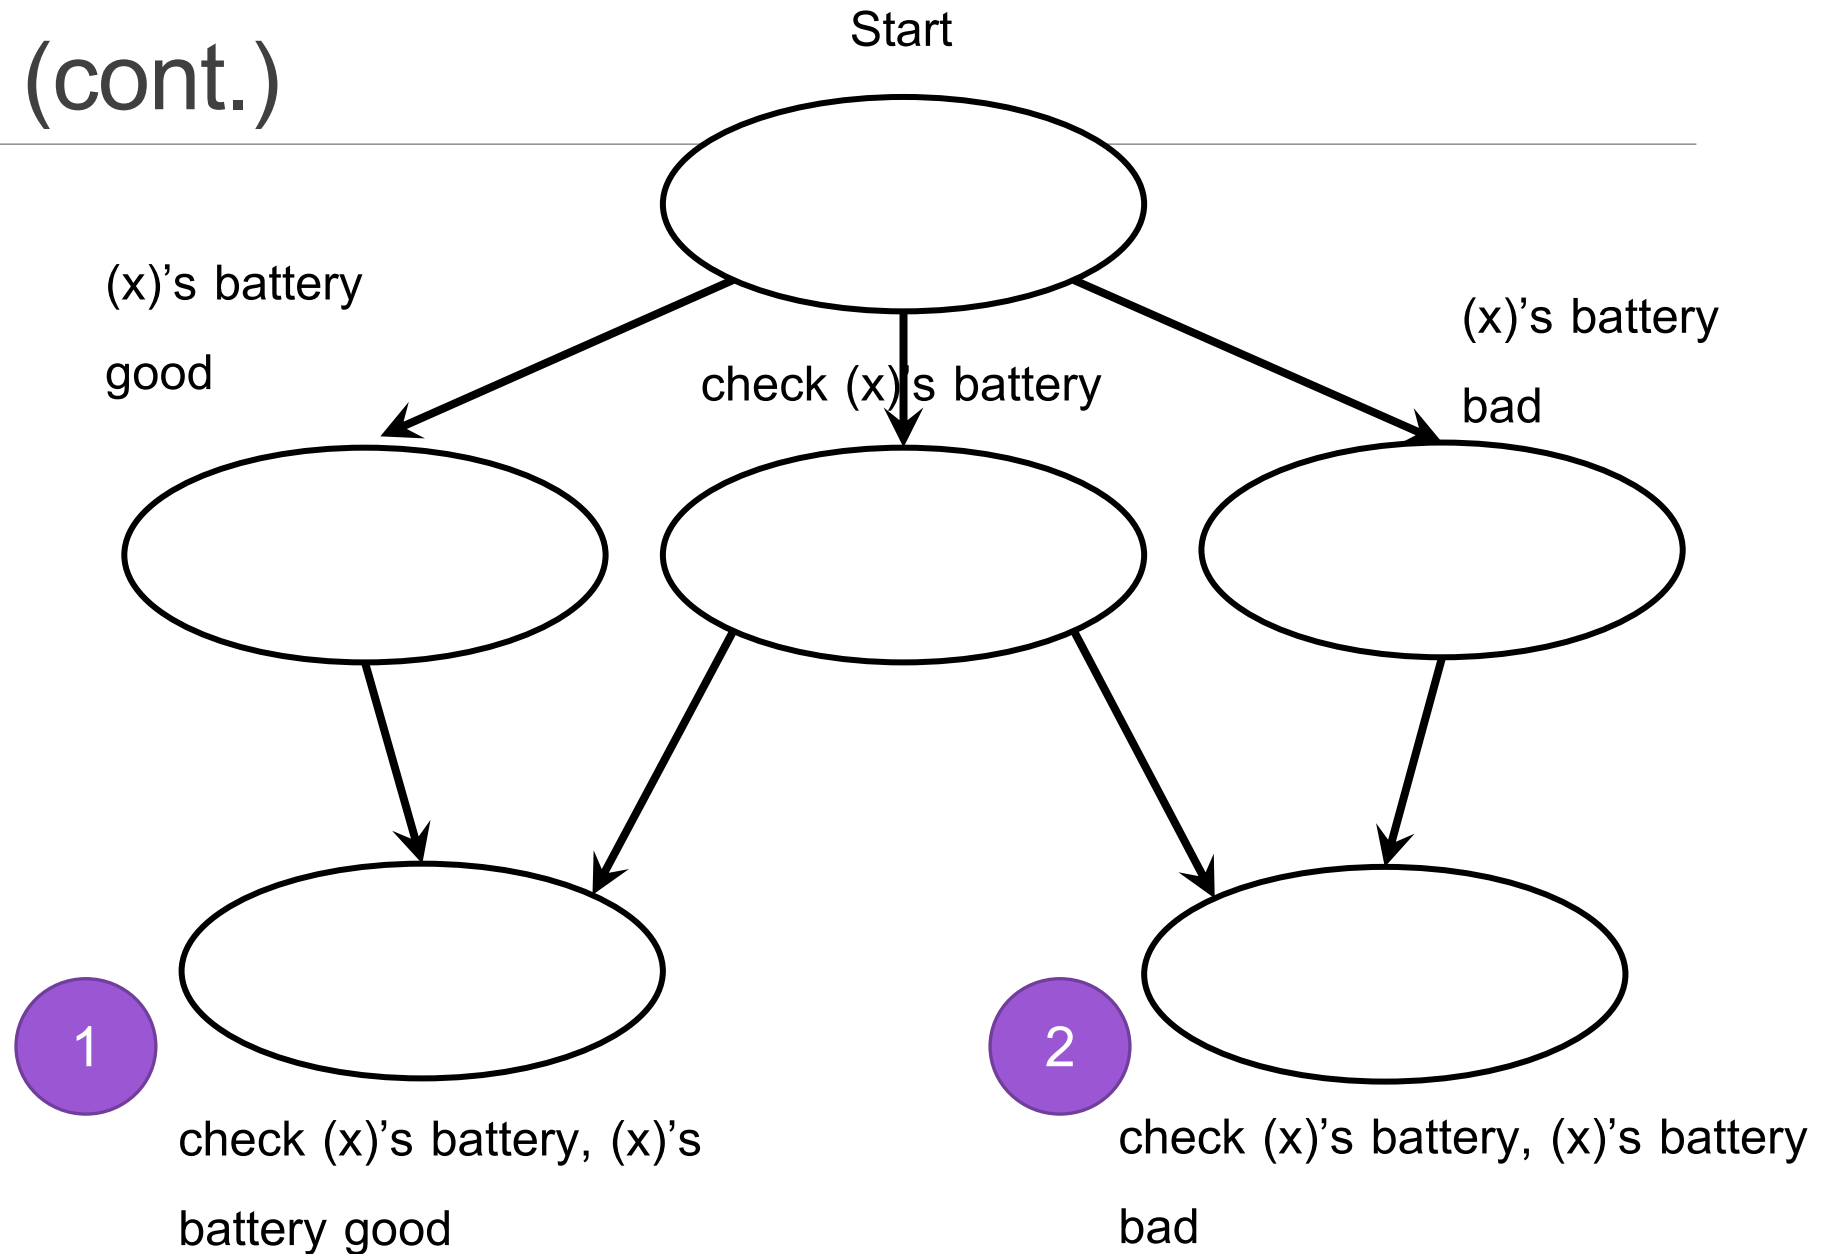 Start
(cont.)
(x)’s battery
good
(x)’s battery
bad
check (x)’s battery
1
2
check (x)’s battery, (x)’s
battery good
check (x)’s battery, (x)’s battery
bad